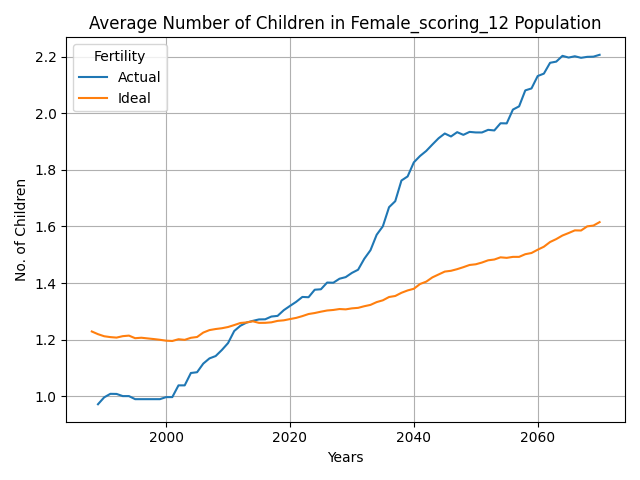 Average Number of Children in Female_scoring_12 Population
Fertility
Actual
Ideal
No. of Children
2.2
2.0
1.8
1.6
1.4
1.2
1.0
2000
2020
2040
2060
Years